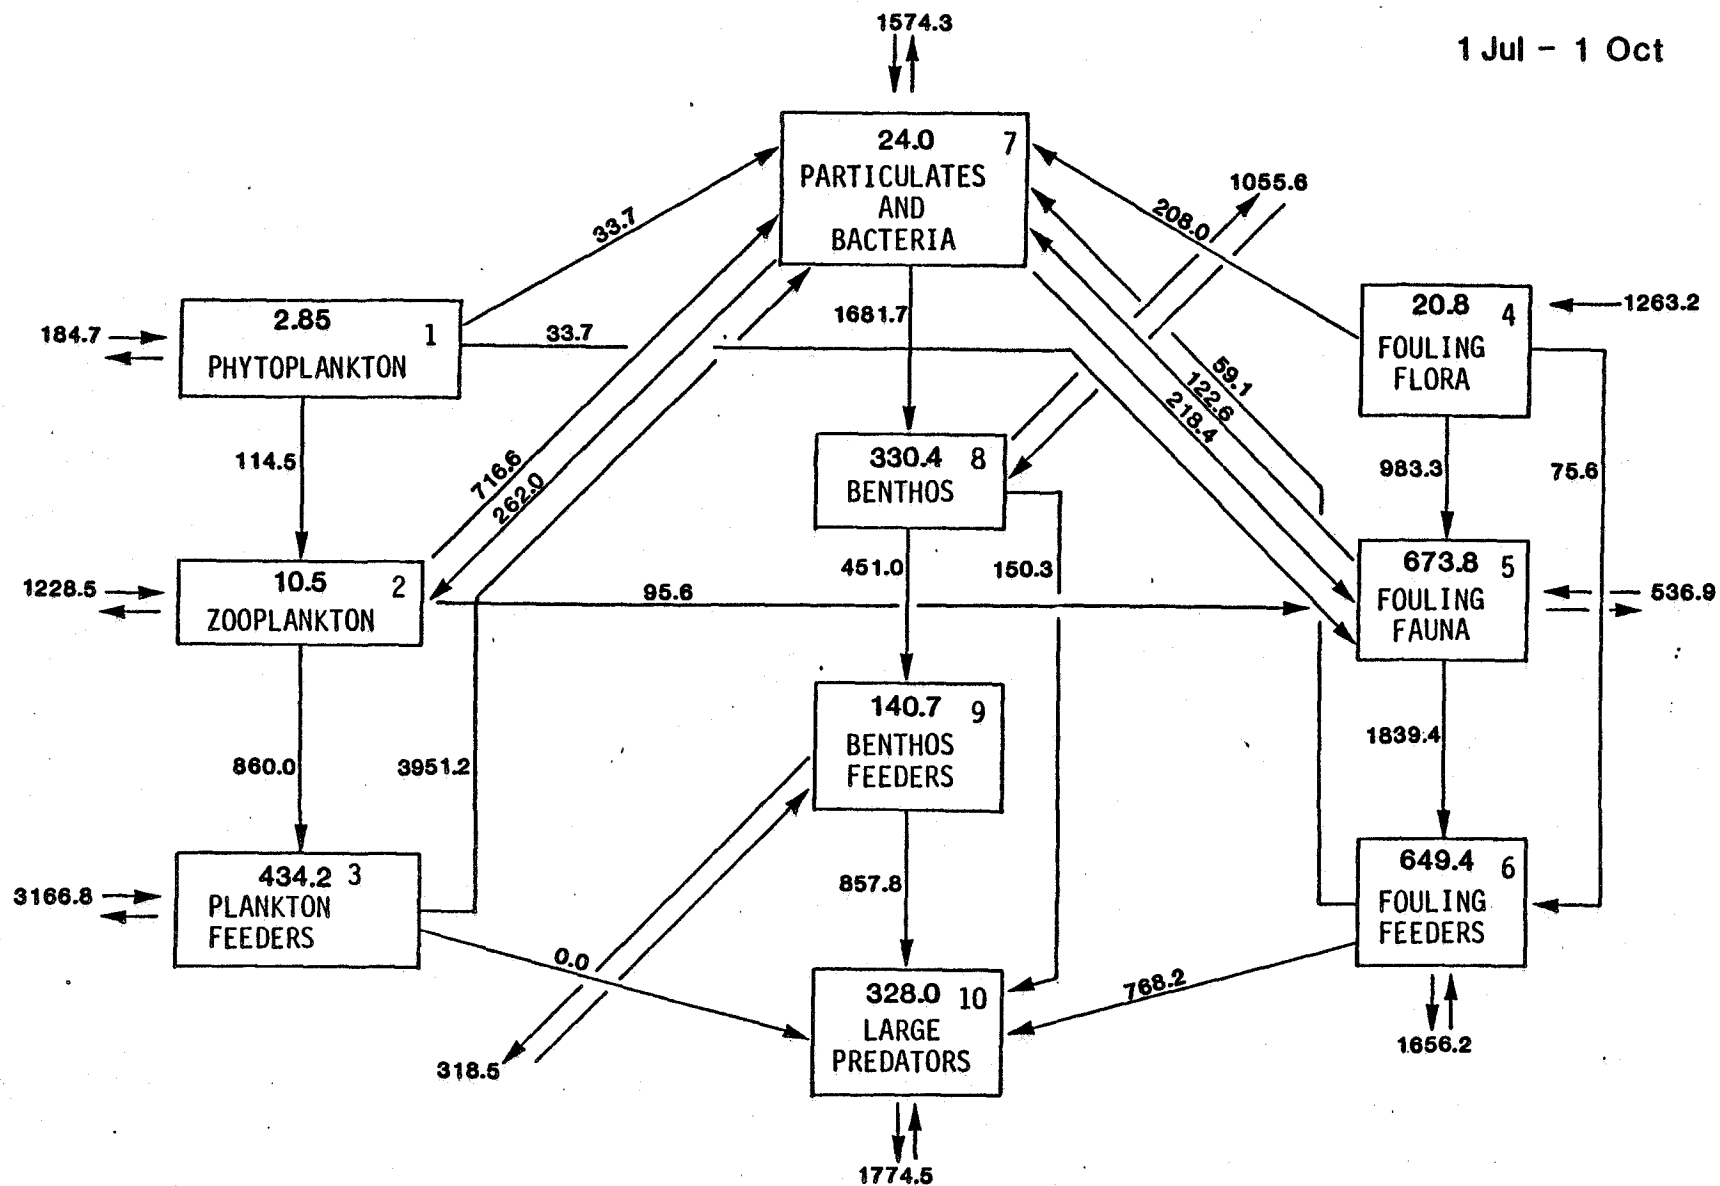 1574.3
1 Jul - 1 Oct
24.0 7
PARTICULATES
AND
BACTERIA
1055.6
33.7
208.0
2.85 1
PHYTOPLANKTON
184.7
33.7
1681.7
20.8 4
FOULING
FLORA
1263.2
59.1
122.6
218.4
114.5
716.6
262.0
330.4 8
BENTHOS
983.3
75.6
10.5 2
ZOOPLANKTON
1228.5
95.6
451.0
150.3
673.8 5
FOULING
FAUNA
536.9
860.0
3951.2
140.7 9
BENTHOS
FEEDERS
1839.4
434.2 3
PLANKTON
FEEDERS
3166.8
857.8
649.4 6
FOULING
FEEDERS
0.0
768.2
328.0 10
LARGE
PREDATORS
318.5
1656.2
1774.5